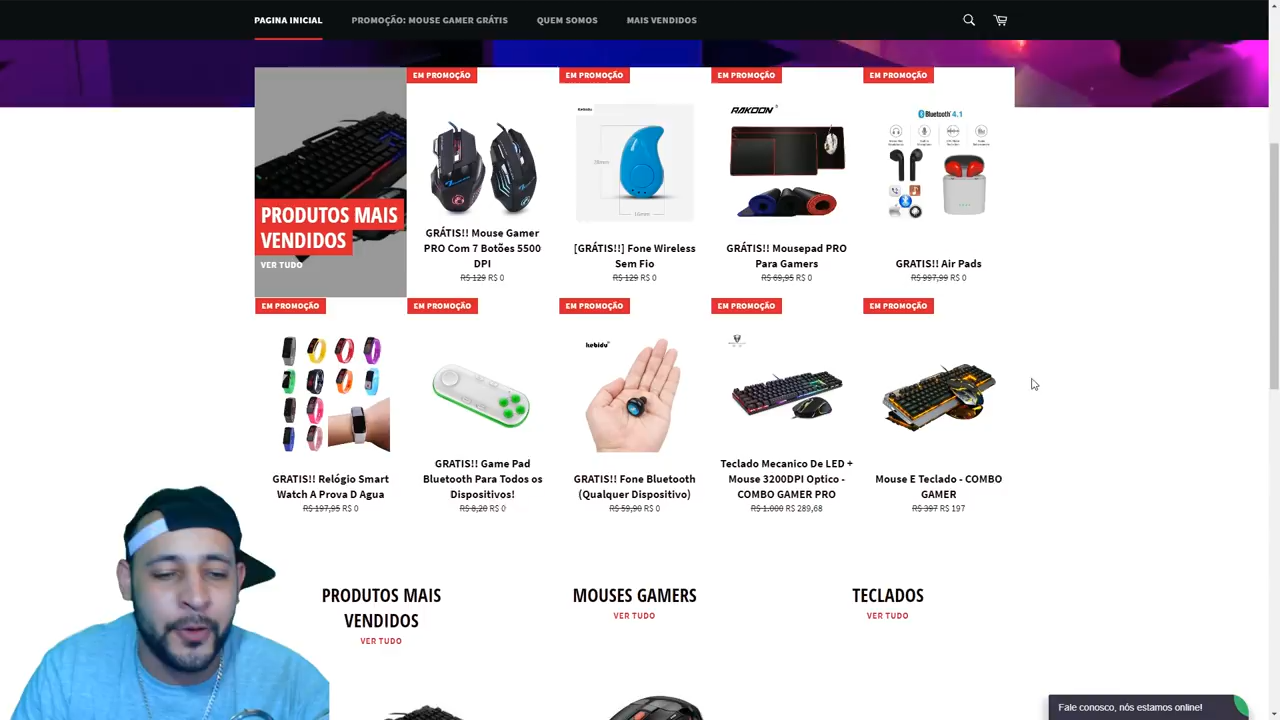 PAGINA INICIAL
PROMOÇÃO: MOUSE GAMER GRÁTIS
QUEM SOMOS
MAIS VENDIDOS
PRODUTOS MAIS
VENDIDOS
VER TUDO
EM PROMOÇÃO
GRÁTIS!! Mouse Gamer
PRO Com 7 Botões 5500
DPI
R$ 129 R$ 0
EM PROMOÇÃO
[GRÁTIS!!] Fone Wireless
Sem Fio
R$ 129 R$ 0
EM PROMOÇÃO
RAKOON
GRÁTIS!! Mousepad PRO
Para Gamers
R$ 69,95 R$ 0
EM PROMOÇÃO
Bluetooth 4.1
GRATIS!! Air Pads
R$ 997,99 R$ 0
EM PROMOÇÃO
GRATIS!! Relógio Smart
Watch A Prova D Agua
R$ 197,95 R$ 0
EM PROMOÇÃO
GRATIS!! Game Pad
Bluetooth Para Todos os
Dispositivos!
R$ 8,20 R$ 0
EM PROMOÇÃO
kebidu
GRATIS!! Fone Bluetooth
(Qualquer Dispositivo)
R$ 59,90 R$ 0
EM PROMOÇÃO
Teclado Mecanico De LED +
Mouse 3200DPI Optico -
COMBO GAMER PRO
R$ 1.000 R$ 289,68
EM PROMOÇÃO
Mouse E Teclado - COMBO
GAMER
R$ 397 R$ 197
PRODUTOS MAIS
VENDIDOS
VER TUDO
MOUSES GAMERS
VER TUDO
TECLADOS
VER TUDO
Fale conosco, nós estamos online!